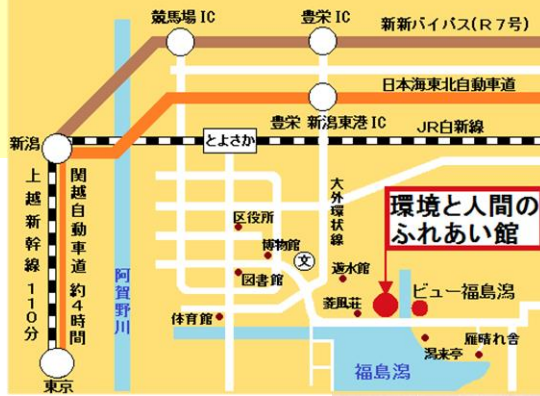 競馬場IC
豊栄IC
新新バイパス(R7号)
日本海東北自動車道
豊栄 新潟東港IC
JR白新線
新潟
とよさか
上越新幹線 110分
関越自動車道 約4時間
阿賀野川
大外環状線
環境と人間の
ふれあい館
区役所
博物館
文
図書館
遊水館
ビュー福島潟
菱風荘
体育館
雁晴れ舎
潟来亭
福島潟
東京